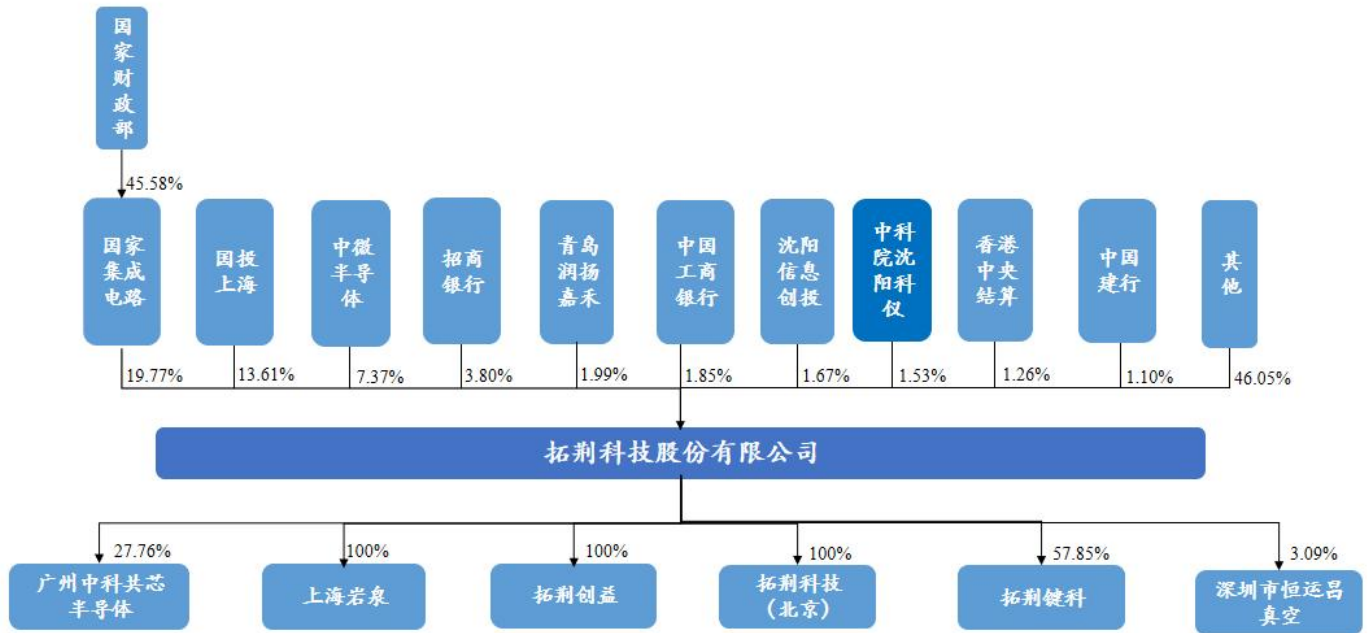 国
家
财
政
部
45.58%
国家
集成
电路
国投
上海
中微
半导
体
招商
银行
青岛
润扬
嘉禾
中国
工商
银行
沈阳
信息
创投
中科
院沈
阳科
仪
香港
中央
结算
中国
建行
其
他
19.77%
13.61%
7.37%
3.80%
1.99%
1.85%
1.67%
1.53%
1.26%
1.10%
46.05%
拓荆科技股份有限公司
27.76%
100%
100%
100%
57.85%
3.09%
广州中科共芯
半导体
上海岩泉
拓荆创益
拓荆科技
(北京)
拓荆键科
深圳市恒运昌
真空